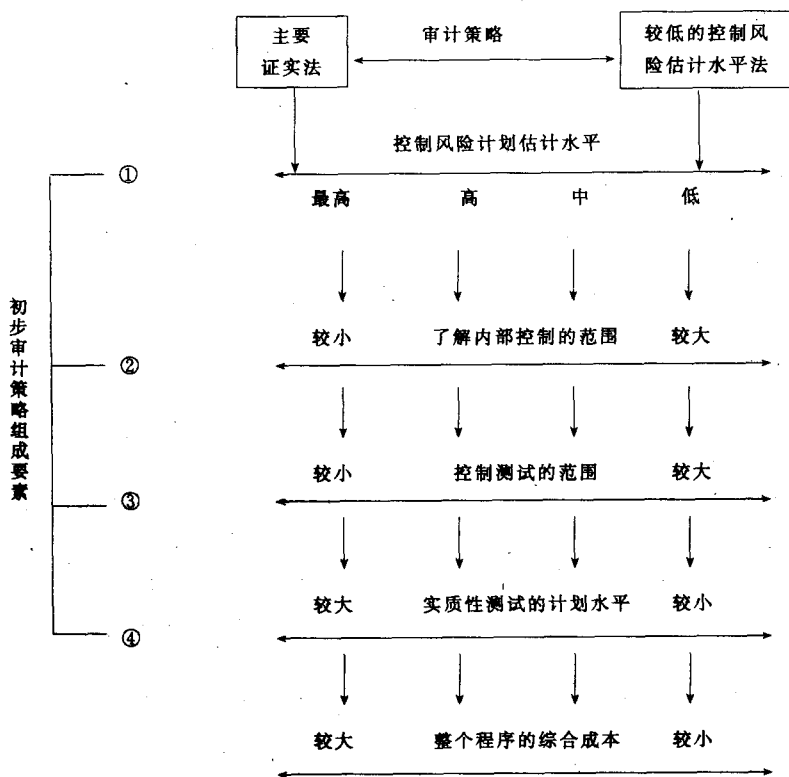 主要
证实法
审计策略
较低的控制风
险估计水平法
控制风险计划估计水平
①
最高 高 中 低
初步审计策略组成要素
较小 了解内部控制的范围 较大
②
较小 控制测试的范围 较大
③
较大 实质性测试的计划水平 较小
④
较大 整个程序的综合成本 较小